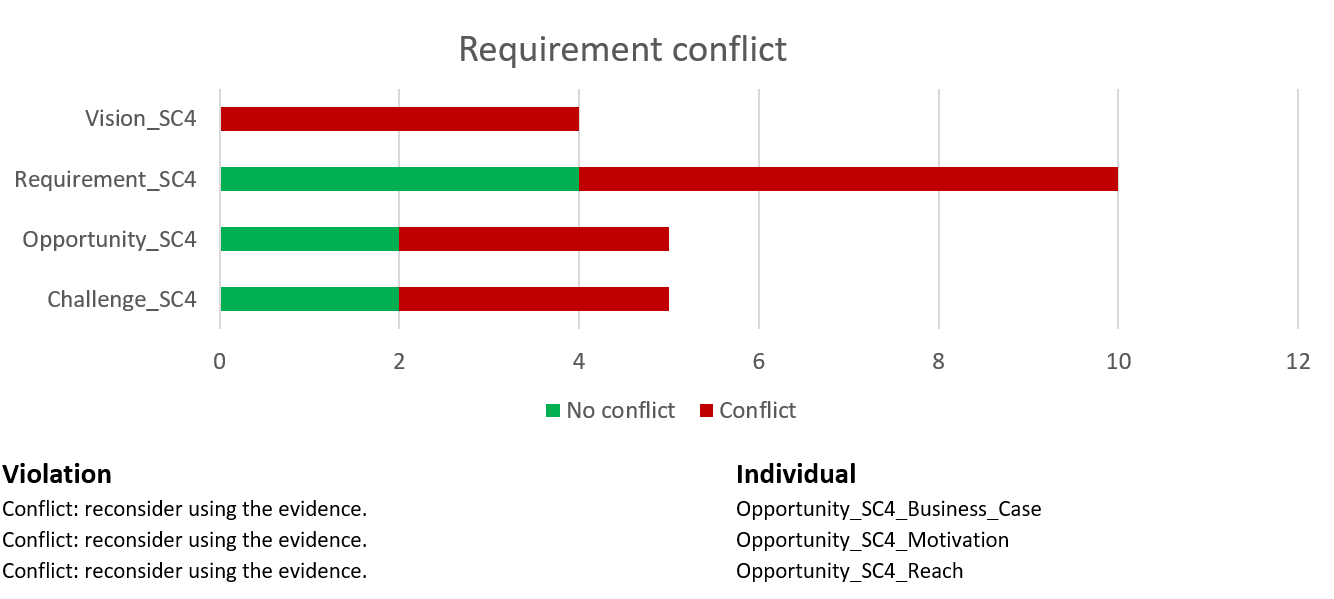 Requirement conflict
Vision_SC4
Requirement_SC4
Opportunity_SC4
Challenge_SC4
0 2 4 6 8 10 12
No conflict Conflict
Violation Individual
Conflict: reconsider using the evidence. Opportunity_SC4_Business_Case
Conflict: reconsider using the evidence. Opportunity_SC4_Motivation
Conflict: reconsider using the evidence. Opportunity_SC4_Reach